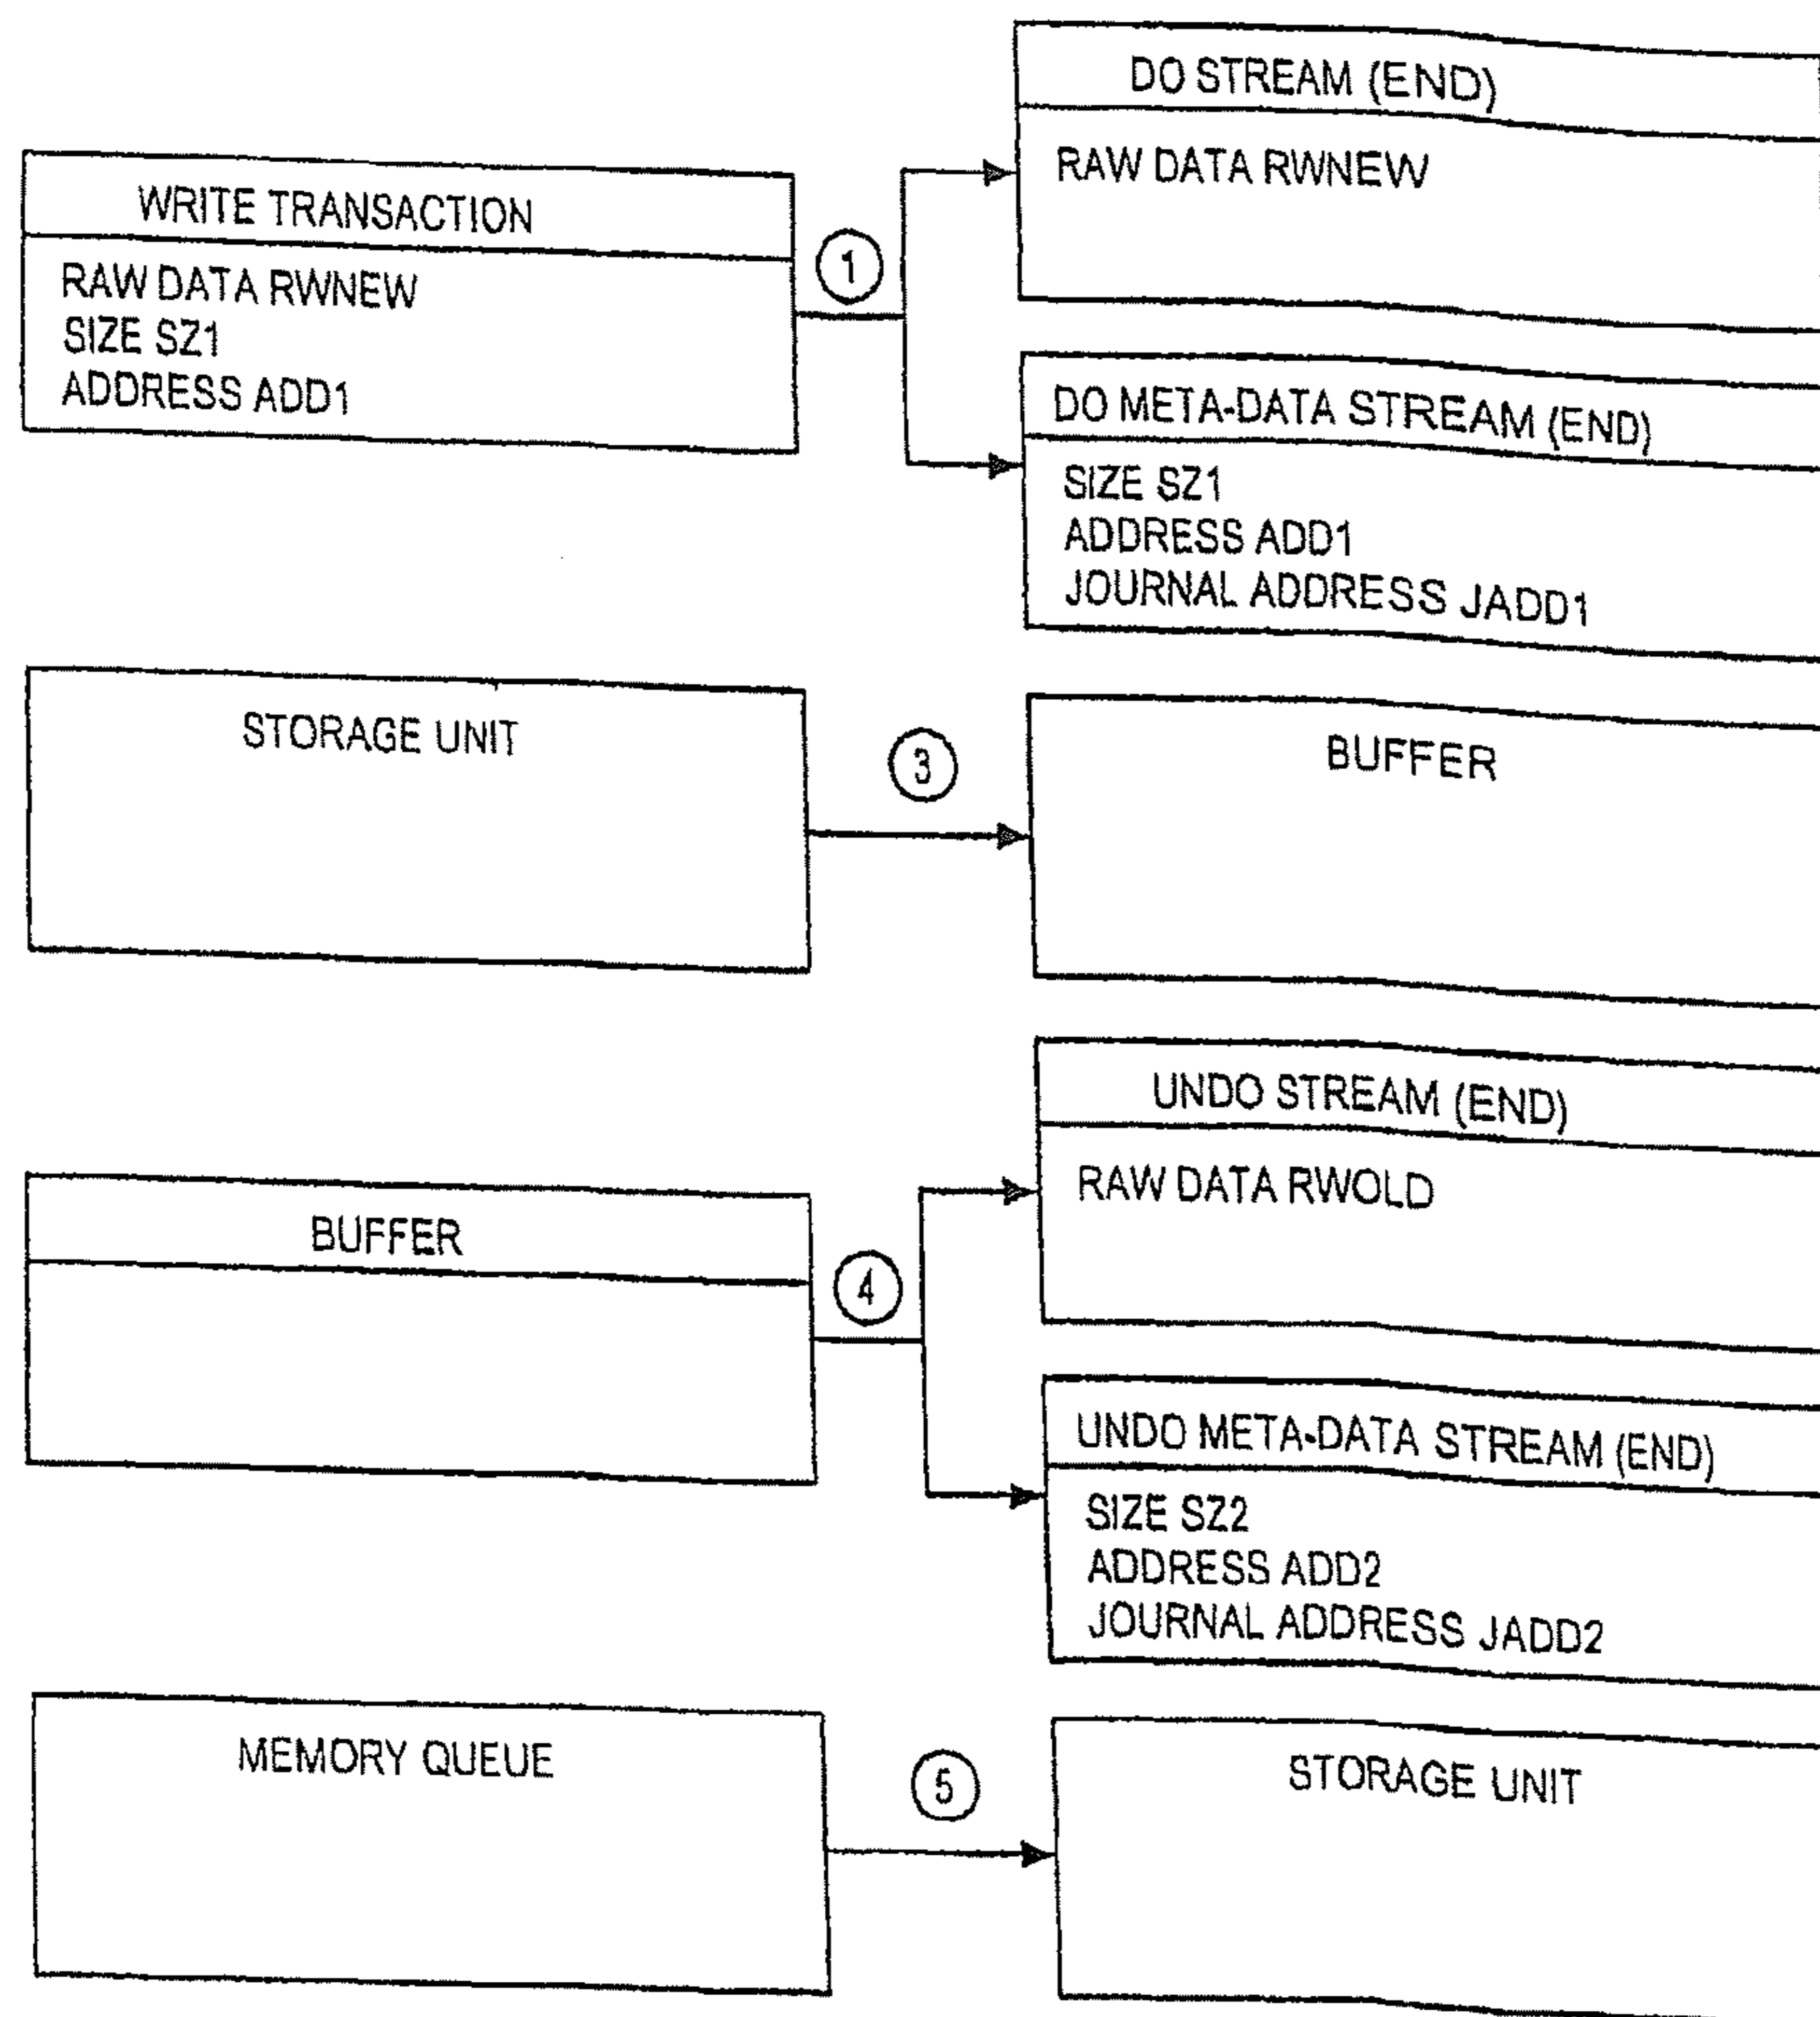 DO STREAM (END)
RAW DATA RWNEW
WRITE TRANSACTION
RAW DATA RWNEW
SIZE SZ1
ADDRESS ADD1
1
DO META-DATA STREAM (END)
SIZE SZ1
ADDRESS ADD1
JOURNAL ADDRESS JADD1
STORAGE UNIT
3
BUFFER
UNDO STREAM (END)
RAW DATA RWOLD
BUFFER
4
UNDO META-DATA STREAM (END)
SIZE SZ2
ADDRESS ADD2
JOURNAL ADDRESS JADD2
MEMORY QUEUE
5
STORAGE UNIT